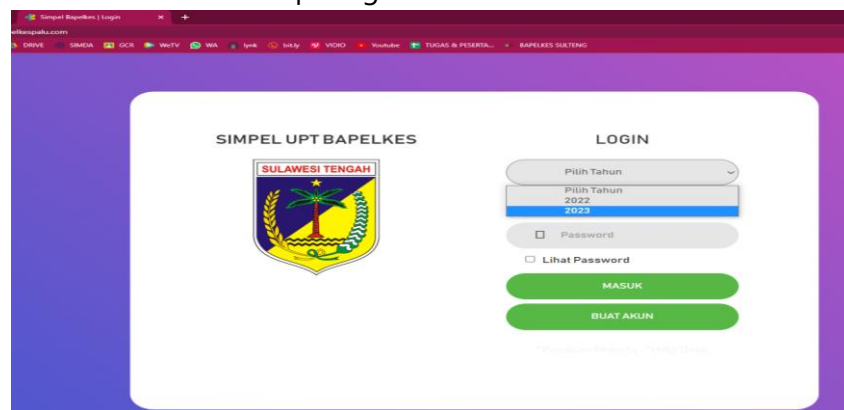 Simpel Bapelkes | Login
elkespalu.com
DRIVE SIMDA GCR WeTV WA lynk bit.ly VIDIO Youtube TUGAS & PESERTA... BAPELKES SULTENG
SIMPEL UPT BAPELKES
SULAWESI TENGAH
LOGIN
Pilih Tahun
Pilih Tahun
2022
2023
Password
Lihat Password
MASUK
BUAT AKUN